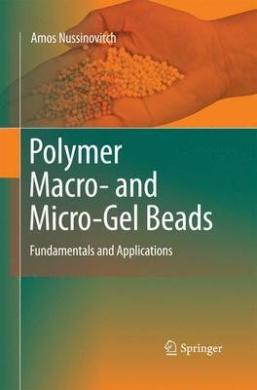 Amos Nussinovitch
Polymer
Macro- and
Micro-Gel Beads
Fundamentals and Applications
Springer